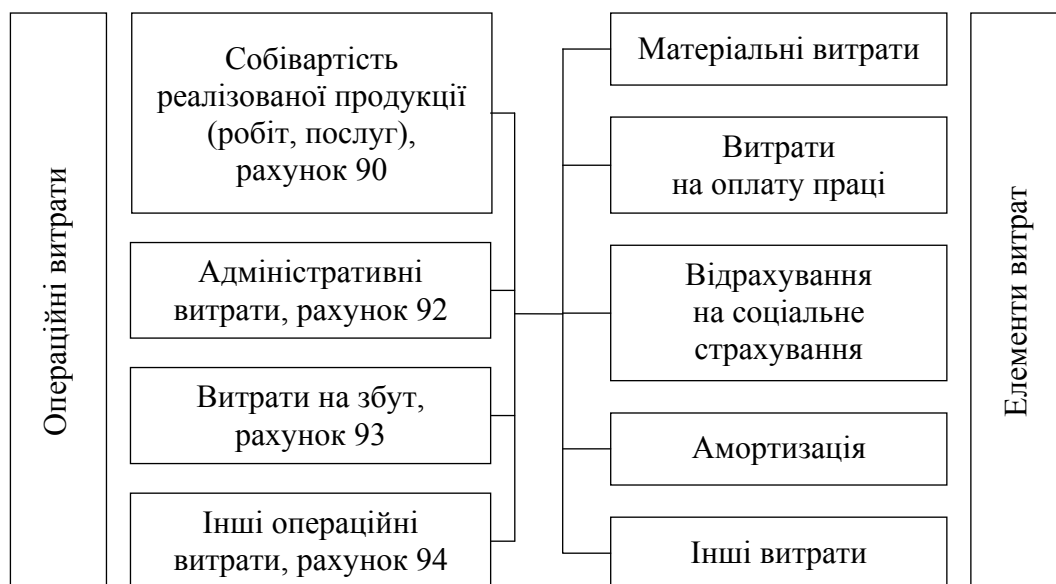 Операційні витрати
Собівартість
реалізованої продукції
(робіт, послуг),
рахунок 90
Адміністративні
витрати, рахунок 92
Витрати на збут,
рахунок 93
Інші операційні
витрати, рахунок 94
Матеріальні витрати
Витрати
на оплату праці
Відрахування
на соціальне
страхування
Амортизація
Інші витрати
Елементи витрат